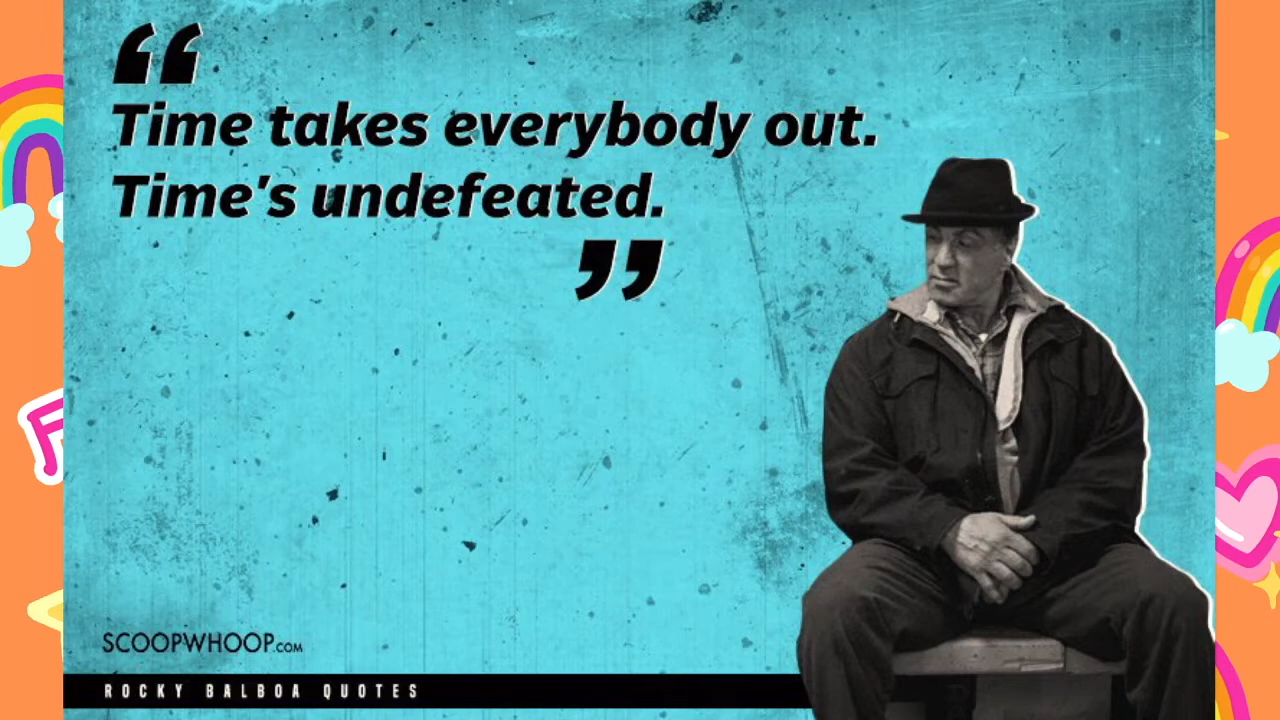 “
Time takes everybody out.
Time's undefeated.
”
SCOOPWHOOP.COM
ROCKY BALBOA QUOTES